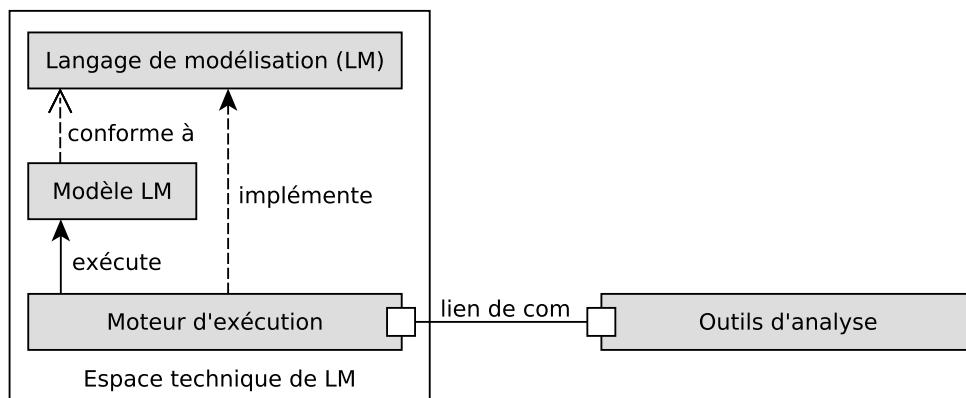 Langage de modélisation (LM)
conforme à
Modèle LM
implémente
exécute
Moteur d'exécution
lien de com
Outils d'analyse
Espace technique de LM